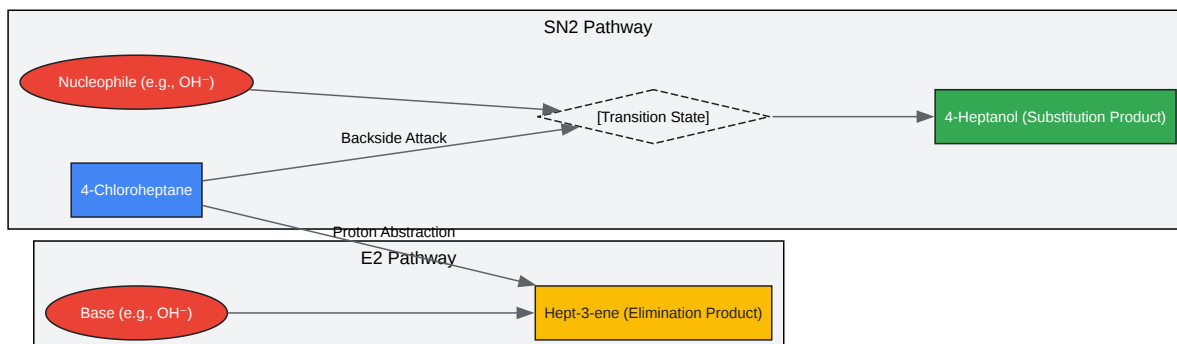 SN2 Pathway
Nucleophile (e.g., OH⁻)
[Transition State]
4-Heptanol (Substitution Product)
Backside Attack
4-Chloroheptane
Proton Abstraction
E2 Pathway
Base (e.g., OH⁻)
Hept-3-ene (Elimination Product)